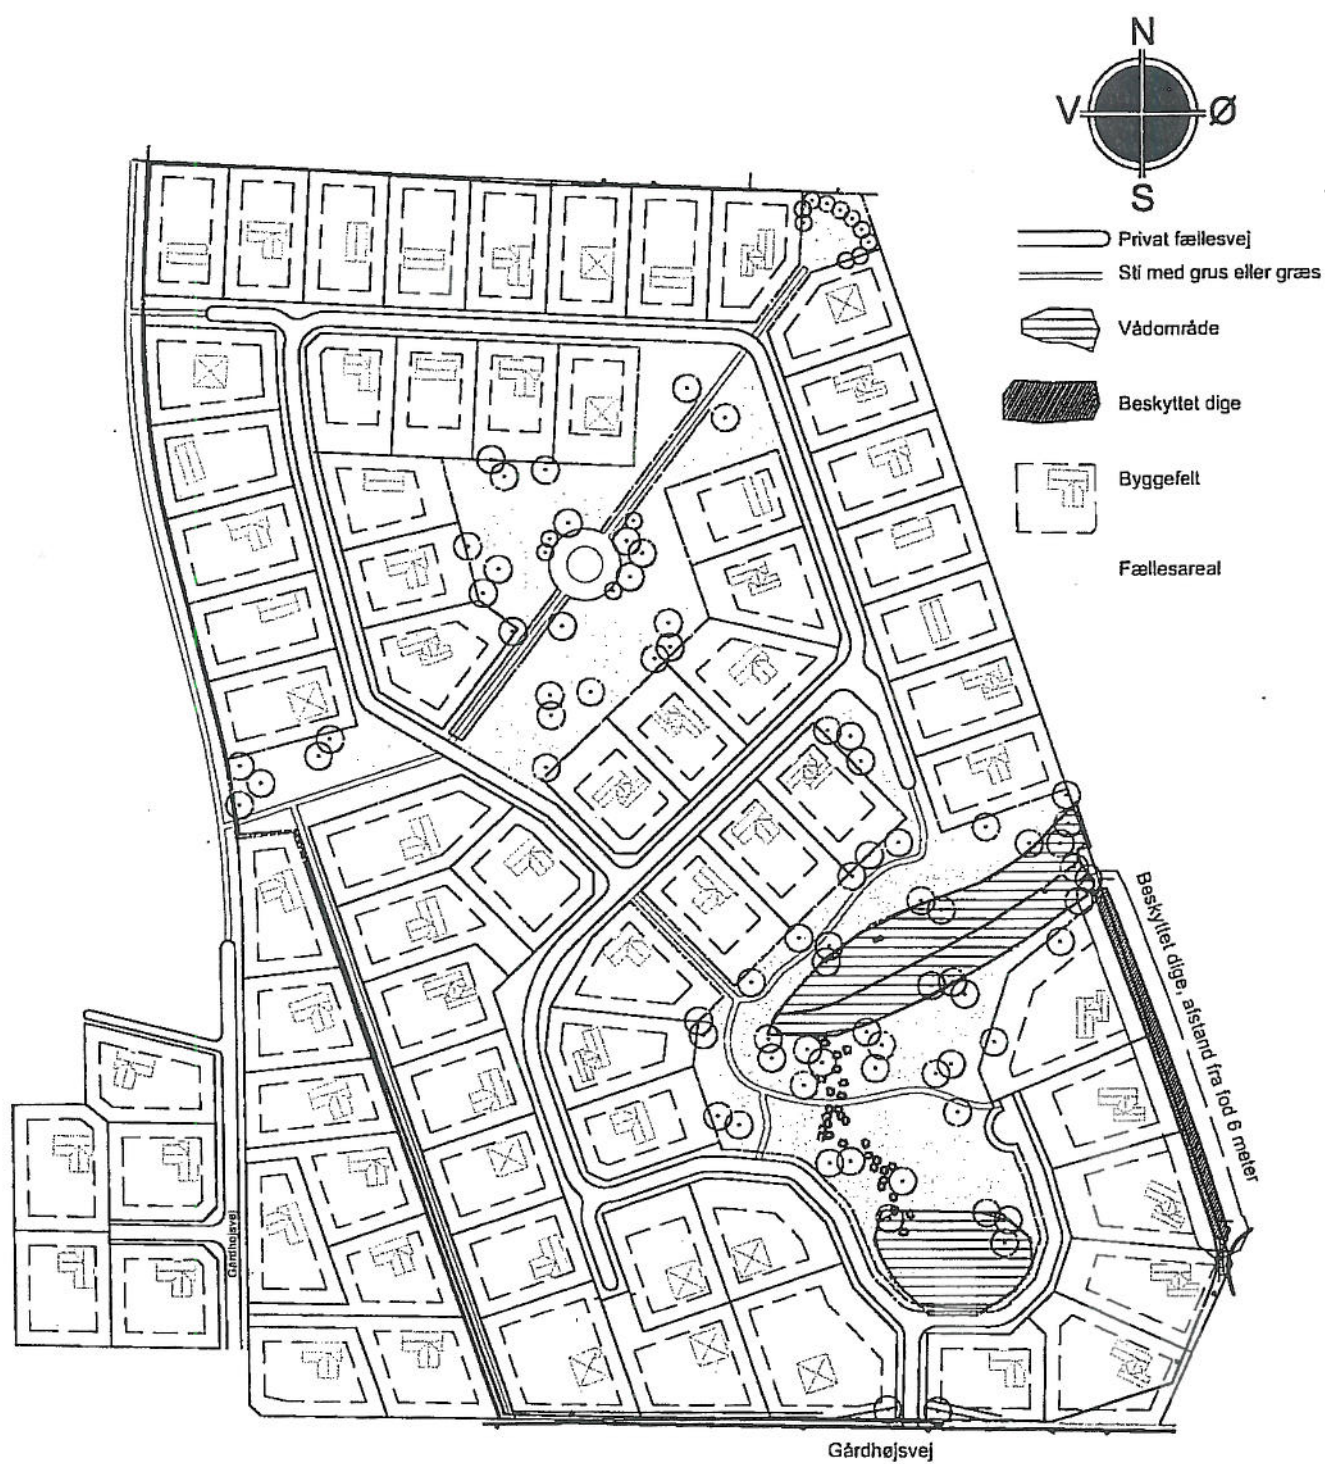 N
V Ø
S
Privat fællesvej
Sti med grus eller græs
Vådområde
Beskyttet dige
Byggefelt
Fællesareal
Beskyttet dige, afstand fra fod 6 meter
Gårdhøjsvej
Gårdhøjsvej